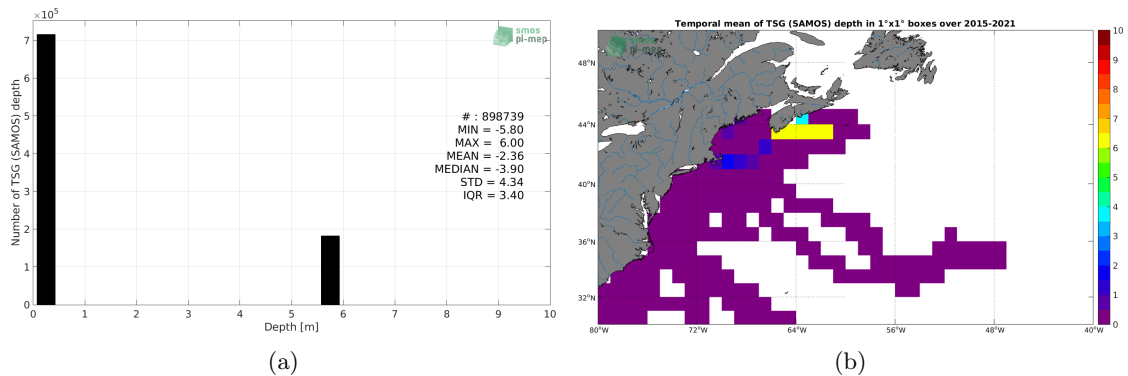 ×10⁵
7
6
5
4
3
2
1
0
Number of TSG (SAMOS) depth
smos
pi-mep
# : 898739
MIN = -5.80
MAX = 6.00
MEAN = -2.36
MEDIAN = -3.90
STD = 4.34
IQR = 3.40
0 1 2 3 4 5 6 7 8 9 10
Depth [m]
(a)
Temporal mean of TSG (SAMOS) depth in 1°x1° boxes over 2015-2021
smos
pi-mep
48°N
44°N
40°N
36°N
32°N
80°W 72°W 64°W 56°W 48°W 40°W
10
9
8
7
6
5
4
3
2
1
0
(b)